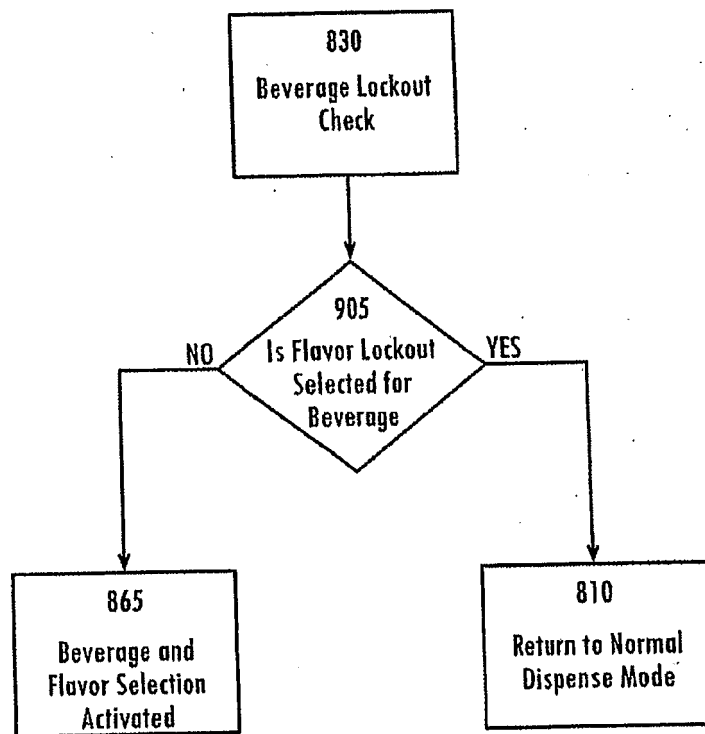 830
Beverage Lockout
Check
905
Is Flavor Lockout
Selected for
Beverage
NO
YES
865
Beverage and
Flavor Selection
Activated
810
Return to Normal
Dispense Mode